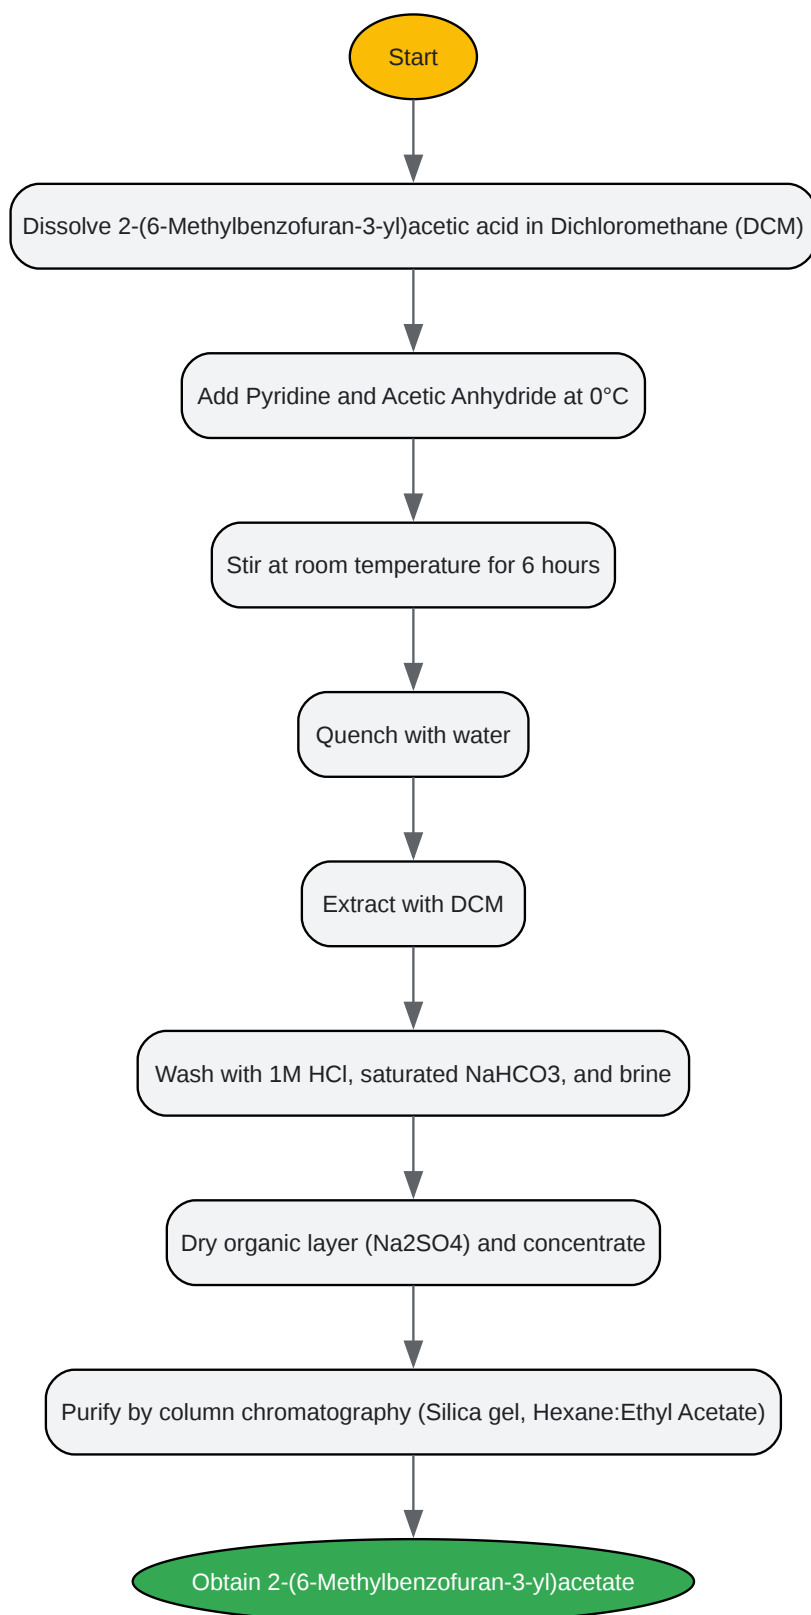 Start
Dissolve 2-(6-Methylbenzofuran-3-yl)acetic acid in Dichloromethane (DCM)
Add Pyridine and Acetic Anhydride at 0°C
Stir at room temperature for 6 hours
Quench with water
Extract with DCM
Wash with 1M HCl, saturated NaHCO3, and brine
Dry organic layer (Na2SO4) and concentrate
Purify by column chromatography (Silica gel, Hexane:Ethyl Acetate)
Obtain 2-(6-Methylbenzofuran-3-yl)acetate